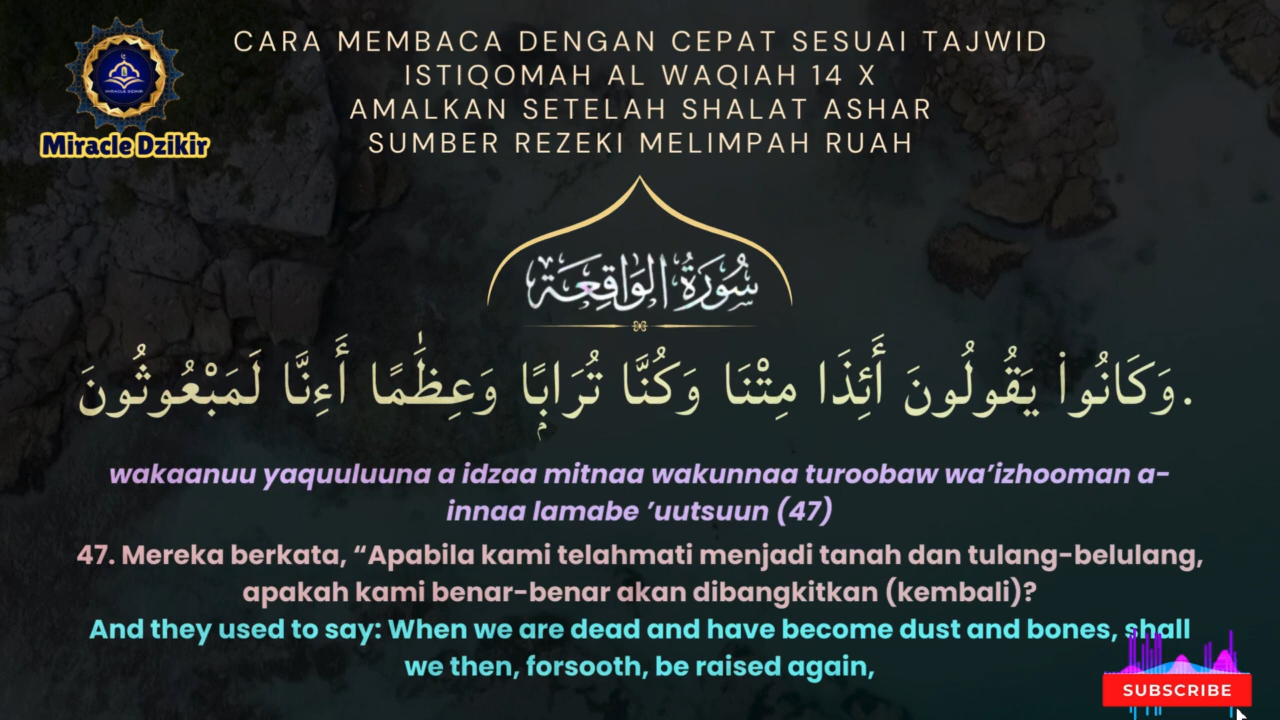 CARA MEMBACA DENGAN CEPAT SESUAI TAJWID
ISTIQOMAH AL WAQIAH 14 X
AMALKAN SETELAH SHALAT ASHAR
SUMBER REZEKI MELIMPAH RUAH
MIRACLE DZIKIR
Miracle Dzikir
سُورَةُ الوَاقِعَة
وَكَانُوا۟ يَقُولُونَ أَئِذَا مِتْنَا وَكُنَّا تُرَابًۭا وَعِظَٰمًا أَءِنَّا لَمَبْعُوثُونَ.
wakaanuu yaquuluuna a idzaa mitnaa wakunnaa turoobaw wa’izhooman a-
innaa lamabe ’uutsuun (47)
47. Mereka berkata, “Apabila kami telahmati menjadi tanah dan tulang-belulang,
apakah kami benar-benar akan dibangkitkan (kembali)?
And they used to say: When we are dead and have become dust and bones, shall
we then, forsooth, be raised again,
SUBSCRIBE